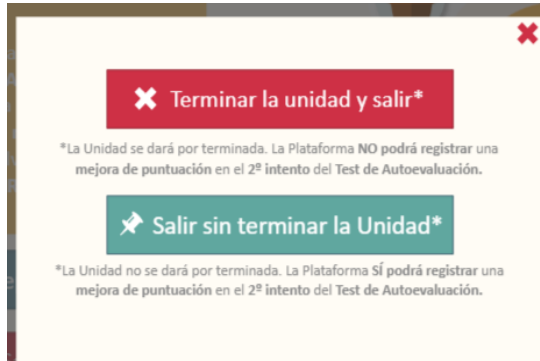 Terminar la unidad y salir*
*La Unidad se dará por terminada. La Plataforma NO podrá registrar una
mejora de puntuación en el 2º intento del Test de Autoevaluación.
Salir sin terminar la Unidad*
*La Unidad no se dará por terminada. La Plataforma SÍ podrá registrar una
mejora de puntuación en el 2º intento del Test de Autoevaluación.